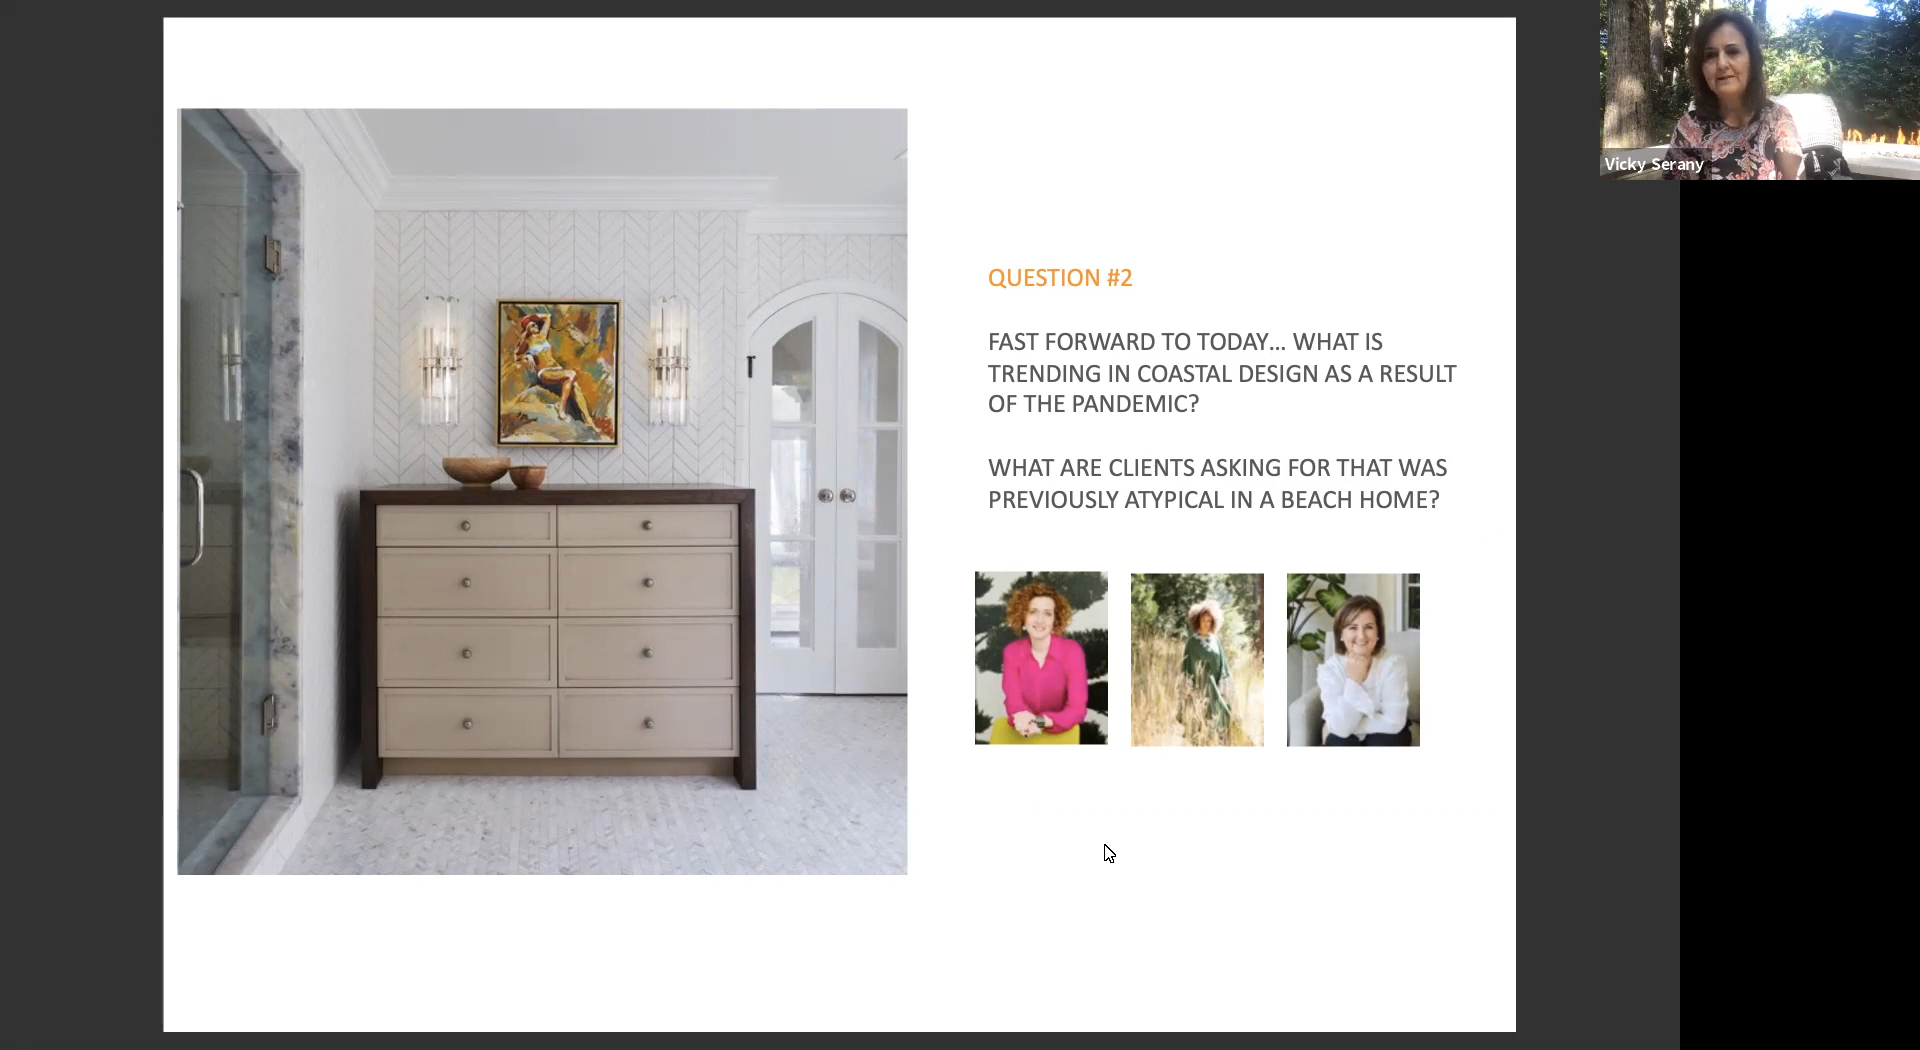 Vicky Serany
QUESTION #2
FAST FORWARD TO TODAY... WHAT IS
TRENDING IN COASTAL DESIGN AS A RESULT
OF THE PANDEMIC?
WHAT ARE CLIENTS ASKING FOR THAT WAS
PREVIOUSLY ATYPICAL IN A BEACH HOME?